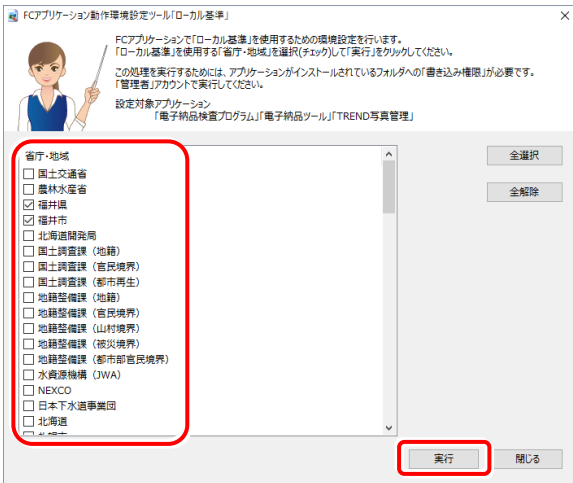 FCアプリケーション動作環境設定ツール「ローカル基準」
FCアプリケーションで「ローカル基準」を使用するための環境設定を行います。
「ローカル基準」を使用する「省庁・地域」を選択(チェック)して「実行」をクリックしてください。
この処理を実行するためには、アプリケーションがインストールされているフォルダへの「書き込み権限」が必要です。
「管理者」アカウントで実行してください。
設定対象アプリケーション
「電子納品検査プログラム」「電子納品ツール」「TREND写真管理」
省庁・地域
国土交通省
農林水産省
福井県
福井市
北海道開発局
国土調査課（地籍）
国土調査課（官民境界）
国土調査課（都市再生）
地籍整備課（地籍）
地籍整備課（官民境界）
地籍整備課（山村境界）
地籍整備課（被災境界）
地籍整備課（都市部官民境界）
水資源機構（JWA）
NEXCO
日本下水道事業団
北海道
全選択
全解除
実行
閉じる